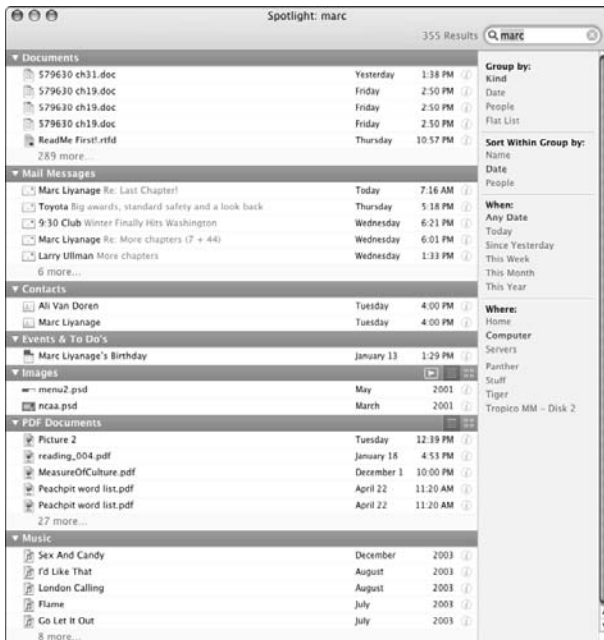 Spotlight: marc
355 Results marc
Documents
579630 ch31.doc Yesterday 1:38 PM
579630 ch19.doc Friday 2:50 PM
579630 ch19.doc Friday 2:50 PM
579630 ch19.doc Friday 2:50 PM
ReadMe First!.rtfd Thursday 10:57 PM
289 more...
Mail Messages
Marc Liyanage Re: Last Chapter! Today 7:16 AM
Toyota Big awards, standard safety and a look back Thursday 5:18 PM
9:30 Club Winter Finally Hits Washington Wednesday 6:21 PM
Marc Liyanage Re: More chapters (7 + 44) Wednesday 6:01 PM
Larry Ullman More chapters Wednesday 1:33 PM
6 more...
Contacts
Ali Van Doren Tuesday 4:00 PM
Marc Liyanage Tuesday 4:00 PM
Events & To Do's
Marc Liyanage's Birthday January 13 1:29 PM
Images
menu2.psd May 2001
ncaa.psd March 2001
PDF Documents
Picture 2 Tuesday 12:39 PM
reading_004.pdf January 18 4:53 PM
MeasureOfCulture.pdf December 1 10:00 PM
Peachpit word list.pdf April 22 11:20 AM
Peachpit word list.pdf April 22 11:20 AM
27 more...
Music
Sex And Candy December 2003
I'd Like That August 2003
London Calling August 2003
Flame July 2003
Go Let It Out July 2003
8 more...
Group by:
Kind
Date
People
Flat List
Sort Within Group by:
Name
Date
People
When:
Any Date
Today
Since Yesterday
This Week
This Month
This Year
Where:
Home
Computer
Servers
Panther
Stuff
Tiger
Tropico MM - Disk 2